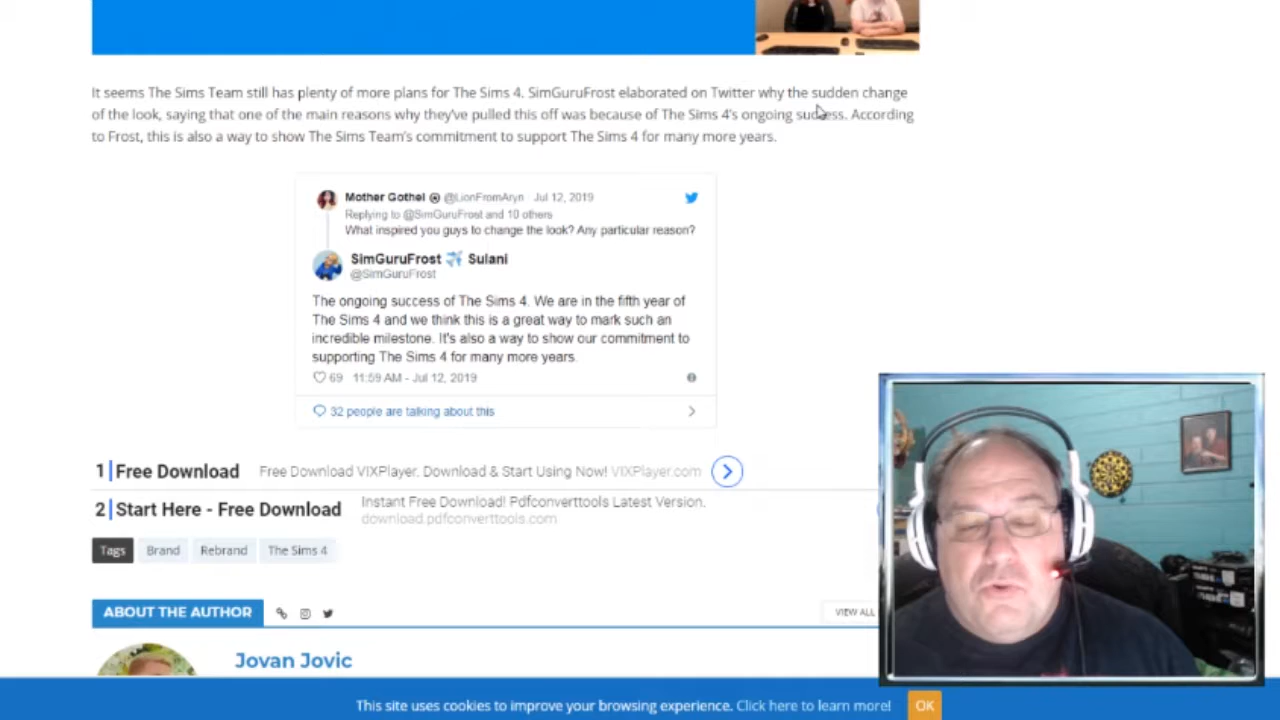 It seems The Sims Team still has plenty of more plans for The Sims 4. SimGuruFrost elaborated on Twitter why the sudden change
of the look, saying that one of the main reasons why they've pulled this off was because of The Sims 4's ongoing success. According
to Frost, this is also a way to show The Sims Team's commitment to support The Sims 4 for many more years.
Mother Gothel @LionFromAryn · Jul 12, 2019
Replying to @SimGuruFrost and 10 others
What inspired you guys to change the look? Any particular reason?
SimGuruFrost ✈️ Sulani
@SimGuruFrost
The ongoing success of The Sims 4. We are in the fifth year of
The Sims 4 and we think this is a great way to mark such an
incredible milestone. It's also a way to show our commitment to
supporting The Sims 4 for many more years.
69 11:59 AM - Jul 12, 2019
32 people are talking about this
1 Free Download Free Download VIXPlayer. Download & Start Using Now! VIXPlayer.com
2 Start Here - Free Download Instant Free Download! Pdfconverttools Latest Version.
download.pdfconverttools.com
Tags Brand Rebrand The Sims 4
ABOUT THE AUTHOR VIEW ALL
Jovan Jovic
This site uses cookies to improve your browsing experience. Click here to learn more! OK